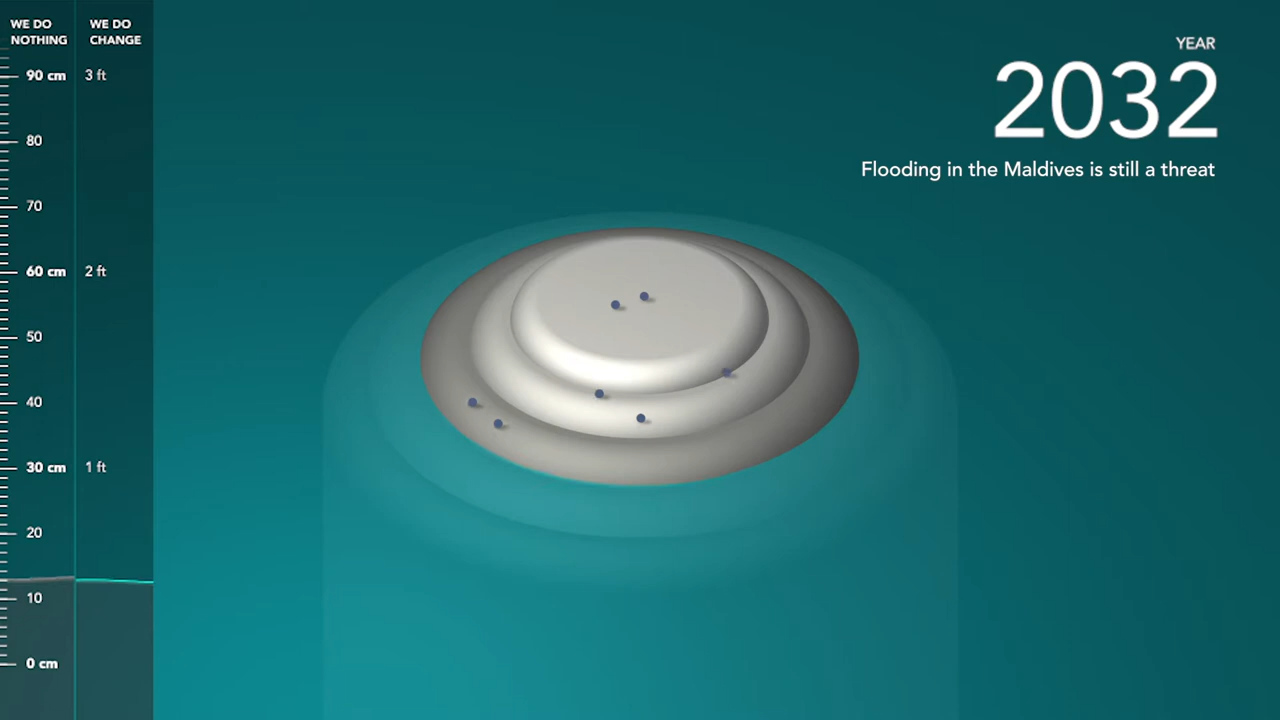 WE DO
NOTHING
WE DO
CHANGE
90 cm
3 ft
80
70
60 cm
2 ft
50
40
30 cm
1 ft
20
10
0 cm
YEAR
2032
Flooding in the Maldives is still a threat